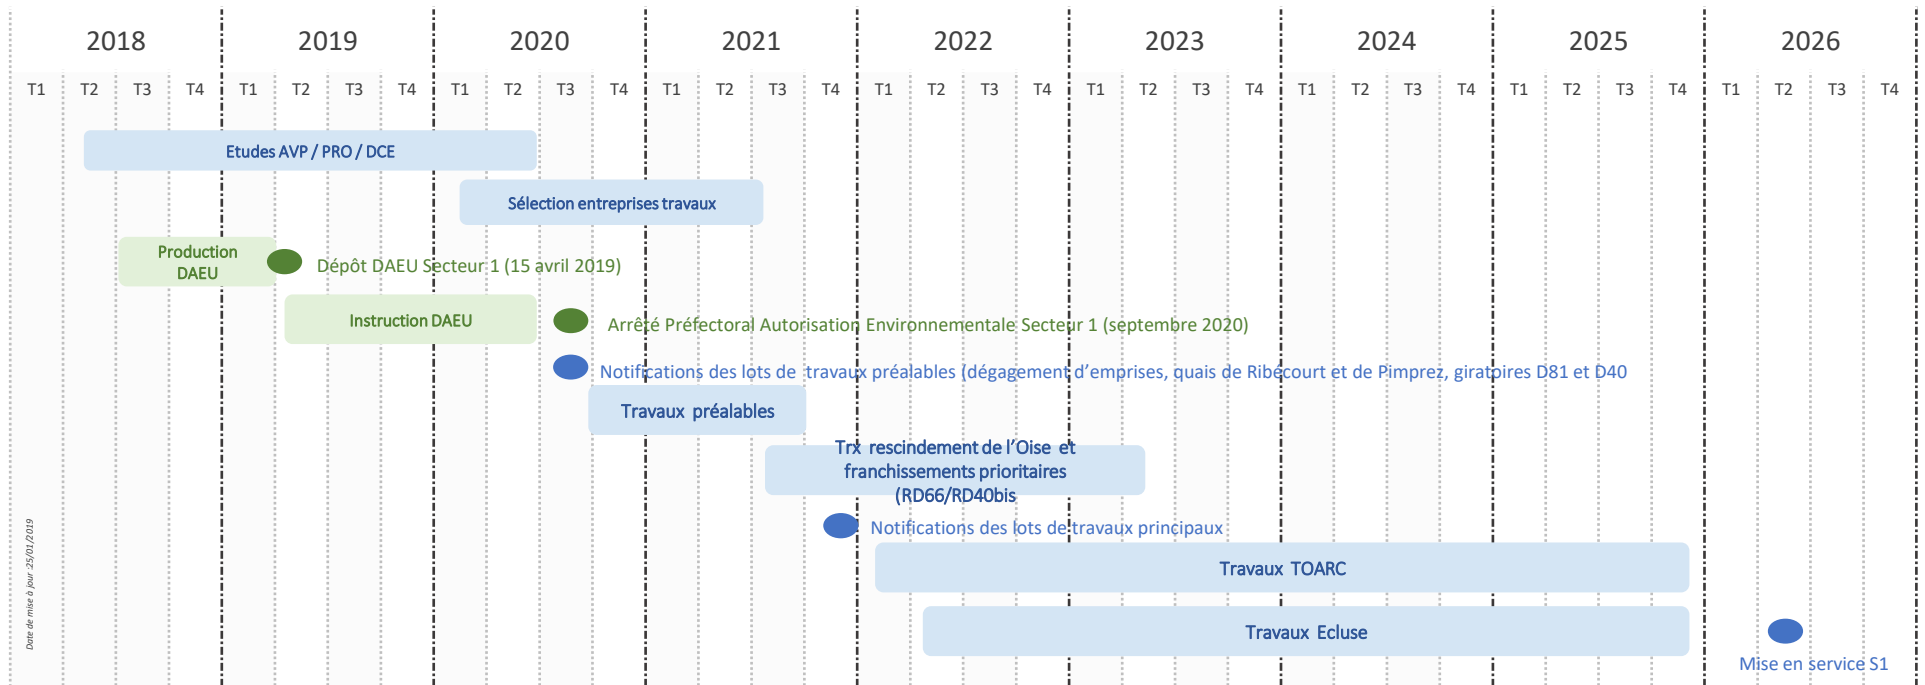 2018 2019 2020 2021 2022 2023 2024 2025 2026
T1 T2 T3 T4 T1 T2 T3 T4 T1 T2 T3 T4 T1 T2 T3 T4 T1 T2 T3 T4 T1 T2 T3 T4 T1 T2 T3 T4 T1 T2 T3 T4 T1 T2 T3 T4
Etudes AVP / PRO / DCE
Sélection entreprises travaux
Production
DAEU
Dépôt DAEU Secteur 1 (15 avril 2019)
Instruction DAEU
Arrêté Préfectoral Autorisation Environnementale Secteur 1 (septembre 2020)
Notifications des lots de travaux préalables (dégagement d’emprises, quais de Ribécourt et de Pimprez, giratoires D81 et D40
Travaux préalables
Trx rescindement de l’Oise et
franchissements prioritaires
(RD66/RD40bis
Notifications des lots de travaux principaux
Travaux TOARC
Travaux Ecluse
Mise en service S1
Date de mise à jour :25/01/2019